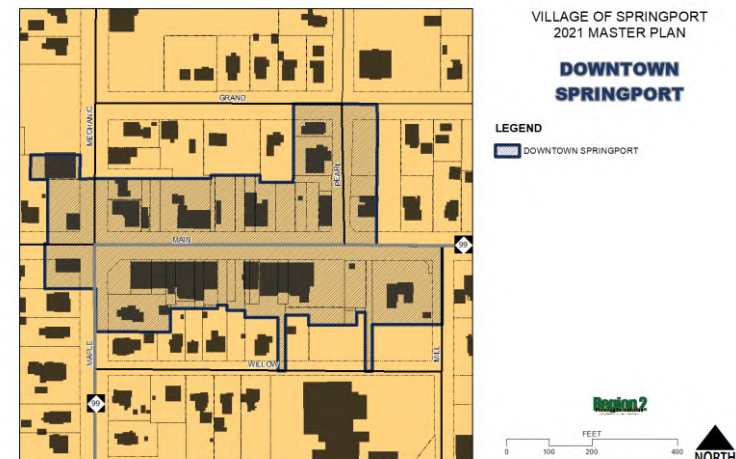 VILLAGE OF SPRINGPORT
2021 MASTER PLAN
DOWNTOWN
SPRINGPORT
LEGEND
DOWNTOWN SPRINGPORT
GRAND
MECHANIC
PEARL
MAIN
99
WILLOW
MAPLE
MILL
99
Region 2
FEET
0 100 200 400
NORTH